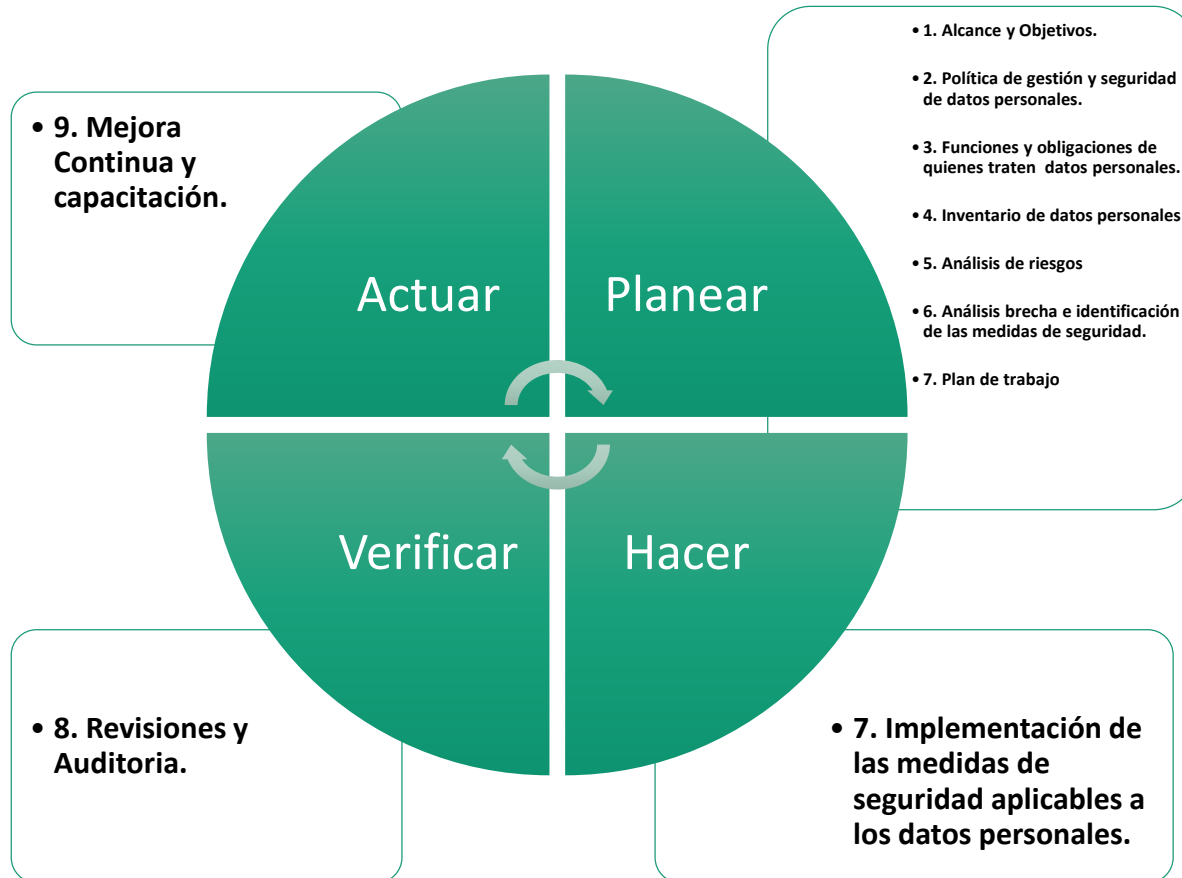 • 1. Alcance y Objetivos.
• 2. Política de gestión y seguridad
de datos personales.
• 3. Funciones y obligaciones de
quienes traten datos personales.
• 4. Inventario de datos personales
• 5. Análisis de riesgos
• 6. Análisis brecha e identificación
de las medidas de seguridad.
• 7. Plan de trabajo
• 9. Mejora
Continua y
capacitación.
Actuar
Planear
Verificar
Hacer
• 8. Revisiones y
Auditoria.
• 7. Implementación de
las medidas de
seguridad aplicables a
los datos personales.